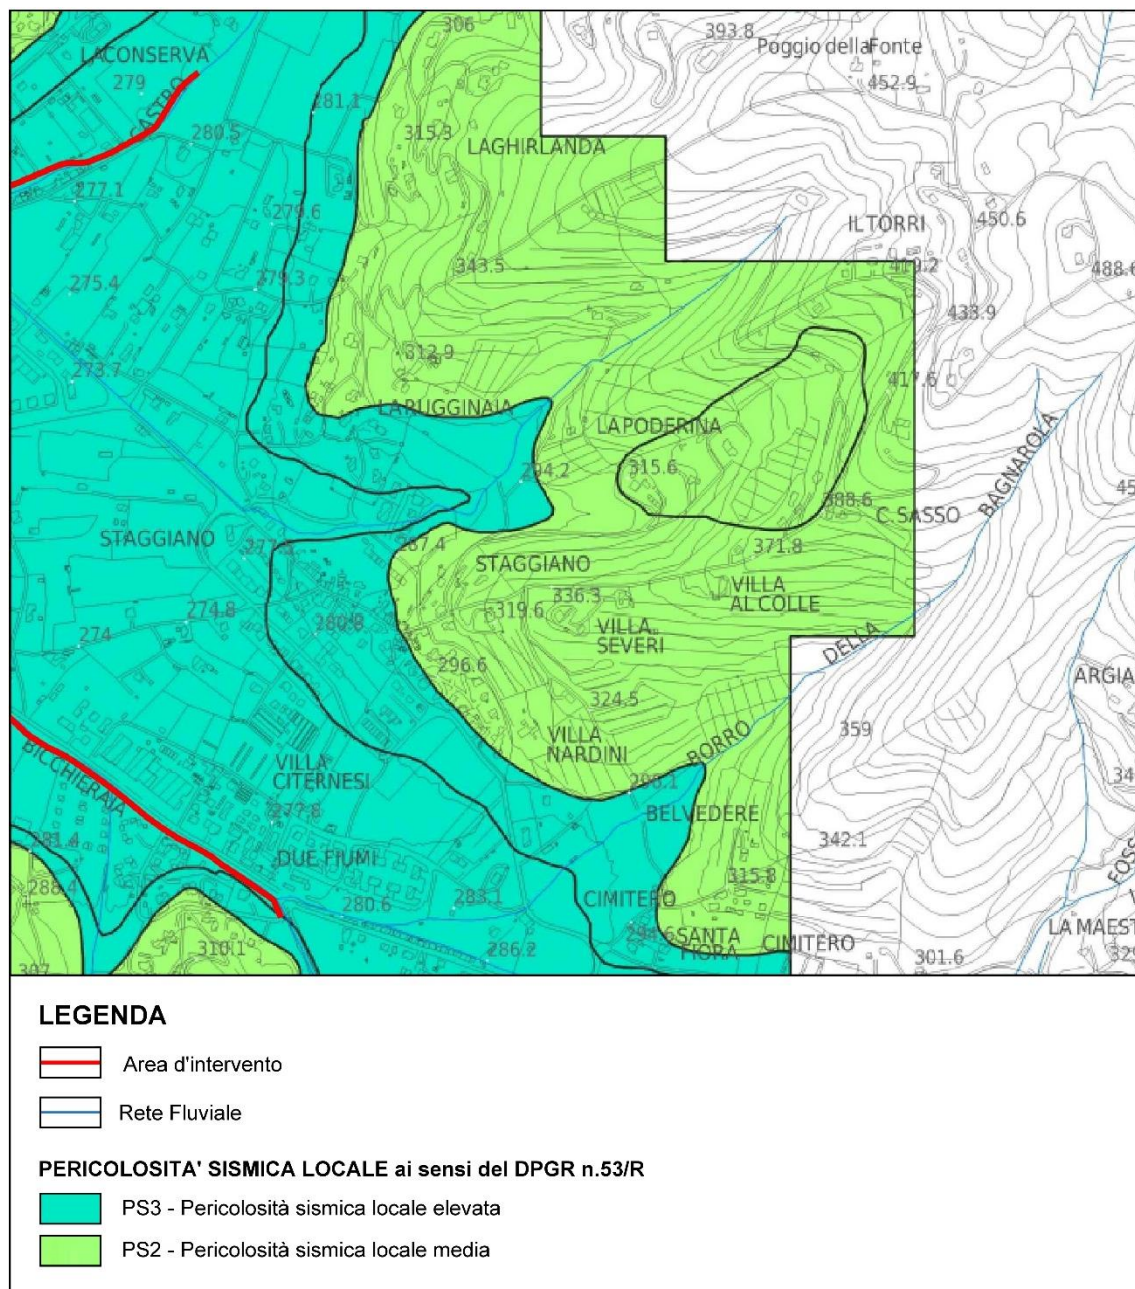 306
393.8
Poggio della Fonte
LA CONSERVA
279
452.9
281.1
CASTRO
280.5
315.3
LA GHIRLANDA
277.1
279.6
450.6
IL TORRI
343.5
419.2
488.6
275.4
279.3
433.9
312.9
273.7
417.6
LA RUGGINAIA
LA PODERINA
BAGNAROLA
294.2
315.6
45
388.6
C. SASSO
STAGGIANO
287.4
371.8
STAGGIANO
336.3
VILLA
AL COLLE
274.8
319.6
280.8
VILLA
SEVERI
274
DELLA
296.6
ARGIA
324.5
VILLA
NARDINI
359
BORRO
BICCHIERAIA
VILLA
CITERNESI
34
277.8
BELVEDERE
281.4
342.1
DUE FIUMI
FOSS
288.4
315.8
280.6
283.1
CIMITERO
LA MAEST
310.1
286.2
294.6
SANTA
FIORA
CIMITERO
301.6
329
307
LEGENDA
Area d'intervento
Rete Fluviale
PERICOLOSITA' SISMICA LOCALE ai sensi del DPGR n.53/R
PS3 - Pericolosità sismica locale elevata
PS2 - Pericolosità sismica locale media